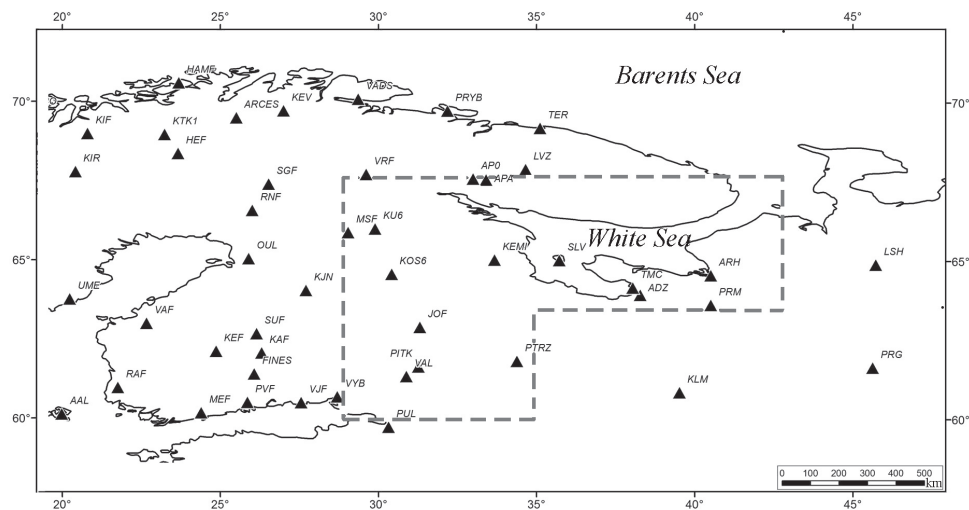 20° 25° 30° 35° 40° 45°
Barents Sea
HAMF
VADS
70° 70°
ARCES KEV PRYB
KIF KTK1 TER
HEF
KIR VRF AP0 LVZ
SGF APA
RNF
MSF KU6
White Sea
OUL KEMI SLV LSH
65° KOS6 ARH 65°
UME KJN TMC
ADZ PRM
VAF SUF JOF
KEF KAF
FINES PITK VAL PTRZ PRG
RAF KLM
AAL MEF PVF VJF VYB
60° PUL 60°
0 100 200 300 400 500 km
20° 25° 30° 35° 40° 45°